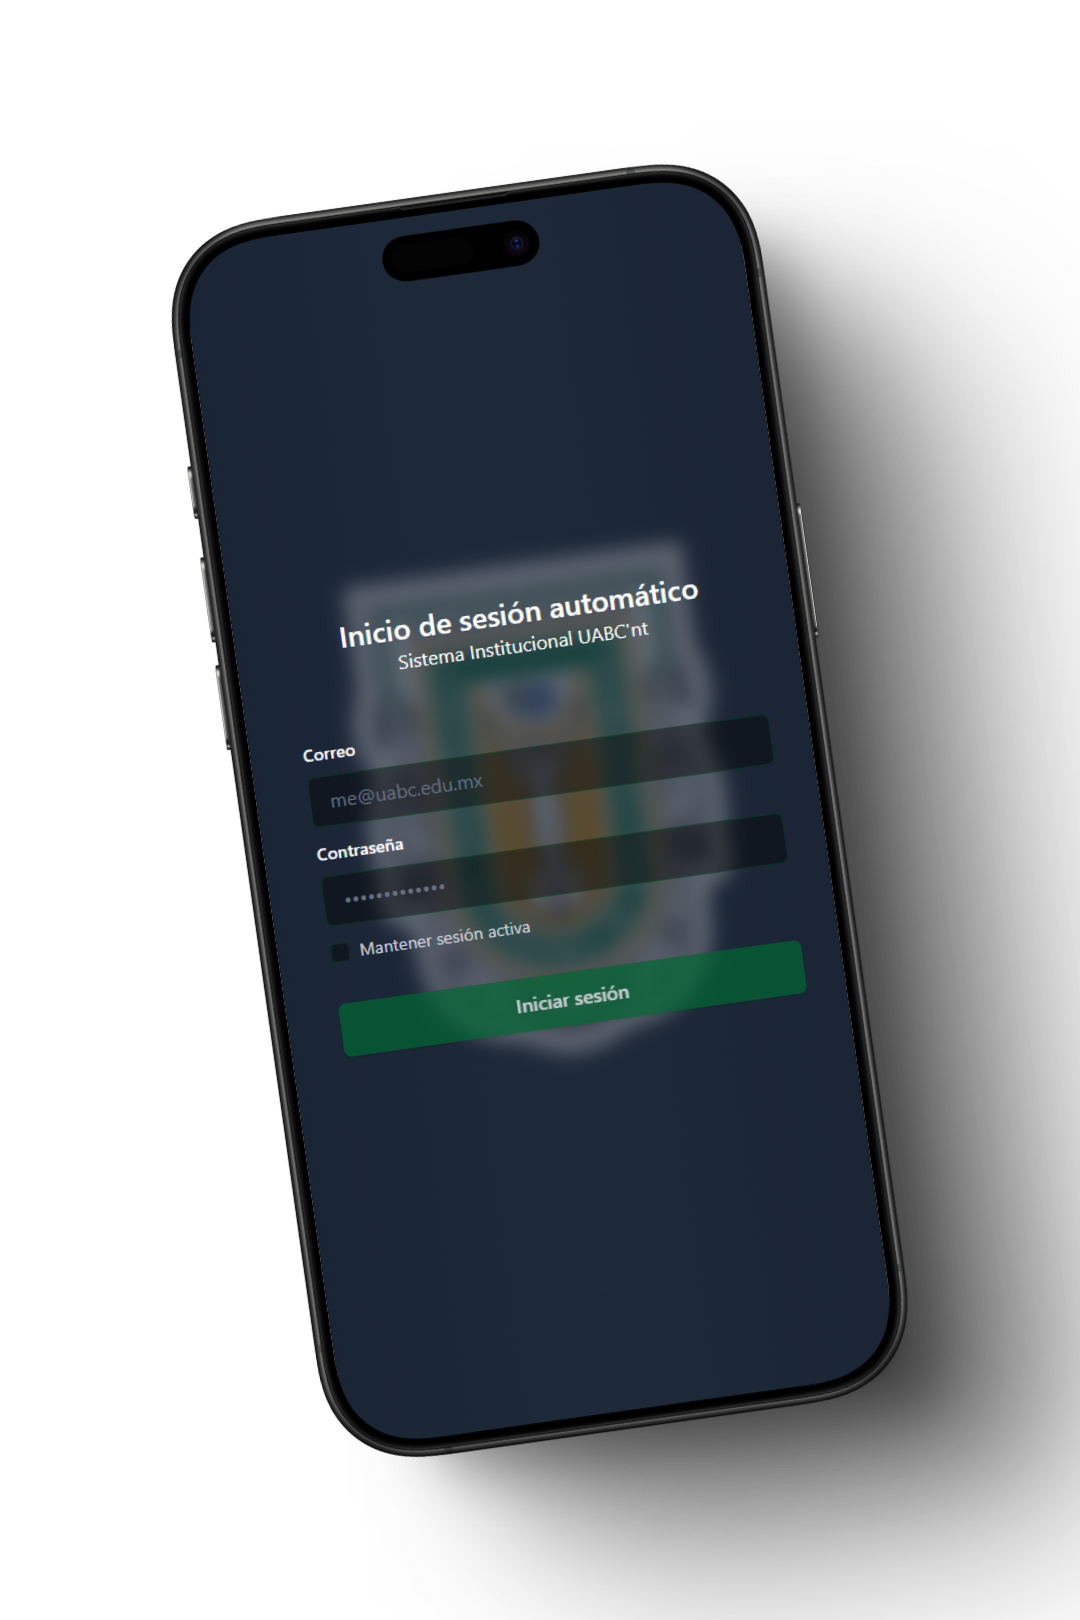 Inicio de sesión automático
Sistema Institucional UABC'nt
Correo
me@uabc.edu.mx
Contraseña
•••••••••••••
Mantener sesión activa
Iniciar sesión